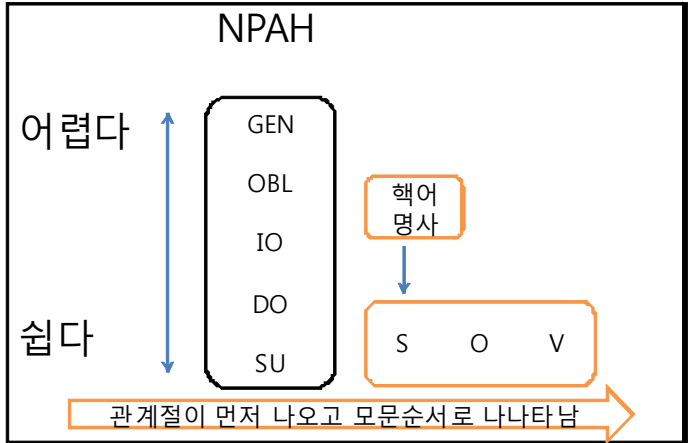 NPAH
어렵다
GEN
OBL
IO
DO
SU
쉽다
핵어
명사
S O V
관계절이 먼저 나오고 모문순서로 나나타남